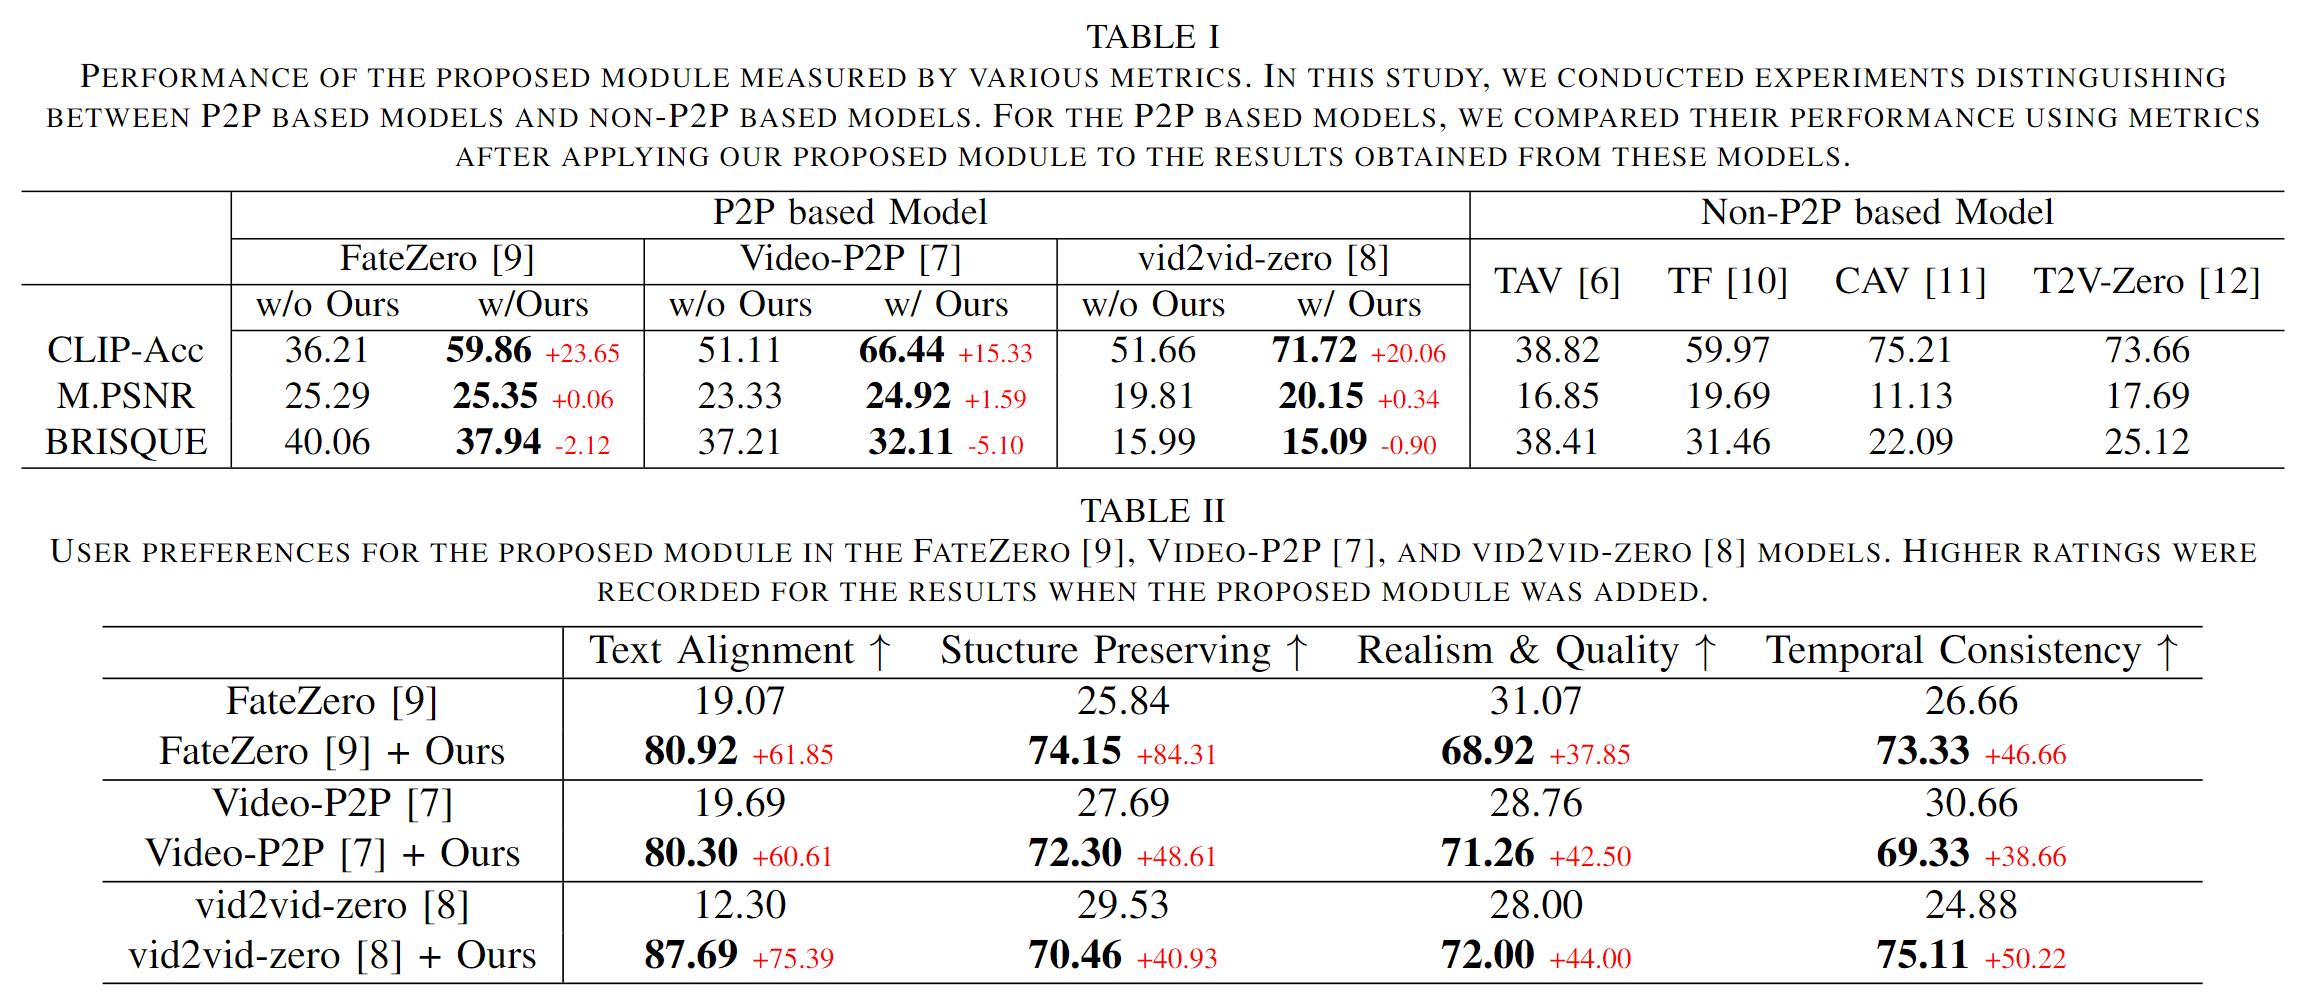 TABLE I
PERFORMANCE OF THE PROPOSED MODULE MEASURED BY VARIOUS METRICS. IN THIS STUDY, WE CONDUCTED EXPERIMENTS DISTINGUISHING
BETWEEN P2P BASED MODELS AND NON-P2P BASED MODELS. FOR THE P2P BASED MODELS, WE COMPARED THEIR PERFORMANCE USING METRICS
AFTER APPLYING OUR PROPOSED MODULE TO THE RESULTS OBTAINED FROM THESE MODELS.
P2P based Model Non-P2P based Model
FateZero [9] Video-P2P [7] vid2vid-zero [8] TAV [6] TF [10] CAV [11] T2V-Zero [12]
w/o Ours w/Ours w/o Ours w/ Ours w/o Ours w/ Ours
CLIP-Acc 36.21 59.86 +23.65 51.11 66.44 +15.33 51.66 71.72 +20.06 38.82 59.97 75.21 73.66
M.PSNR 25.29 25.35 +0.06 23.33 24.92 +1.59 19.81 20.15 +0.34 16.85 19.69 11.13 17.69
BRISQUE 40.06 37.94 -2.12 37.21 32.11 -5.10 15.99 15.09 -0.90 38.41 31.46 22.09 25.12
TABLE II
USER PREFERENCES FOR THE PROPOSED MODULE IN THE FATEZERO [9], VIDEO-P2P [7], AND VID2VID-ZERO [8] MODELS. HIGHER RATINGS WERE
RECORDED FOR THE RESULTS WHEN THE PROPOSED MODULE WAS ADDED.
Text Alignment ↑ Stucture Preserving ↑ Realism & Quality ↑ Temporal Consistency ↑
FateZero [9] 19.07 25.84 31.07 26.66
FateZero [9] + Ours 80.92 +61.85 74.15 +84.31 68.92 +37.85 73.33 +46.66
Video-P2P [7] 19.69 27.69 28.76 30.66
Video-P2P [7] + Ours 80.30 +60.61 72.30 +48.61 71.26 +42.50 69.33 +38.66
vid2vid-zero [8] 12.30 29.53 28.00 24.88
vid2vid-zero [8] + Ours 87.69 +75.39 70.46 +40.93 72.00 +44.00 75.11 +50.22